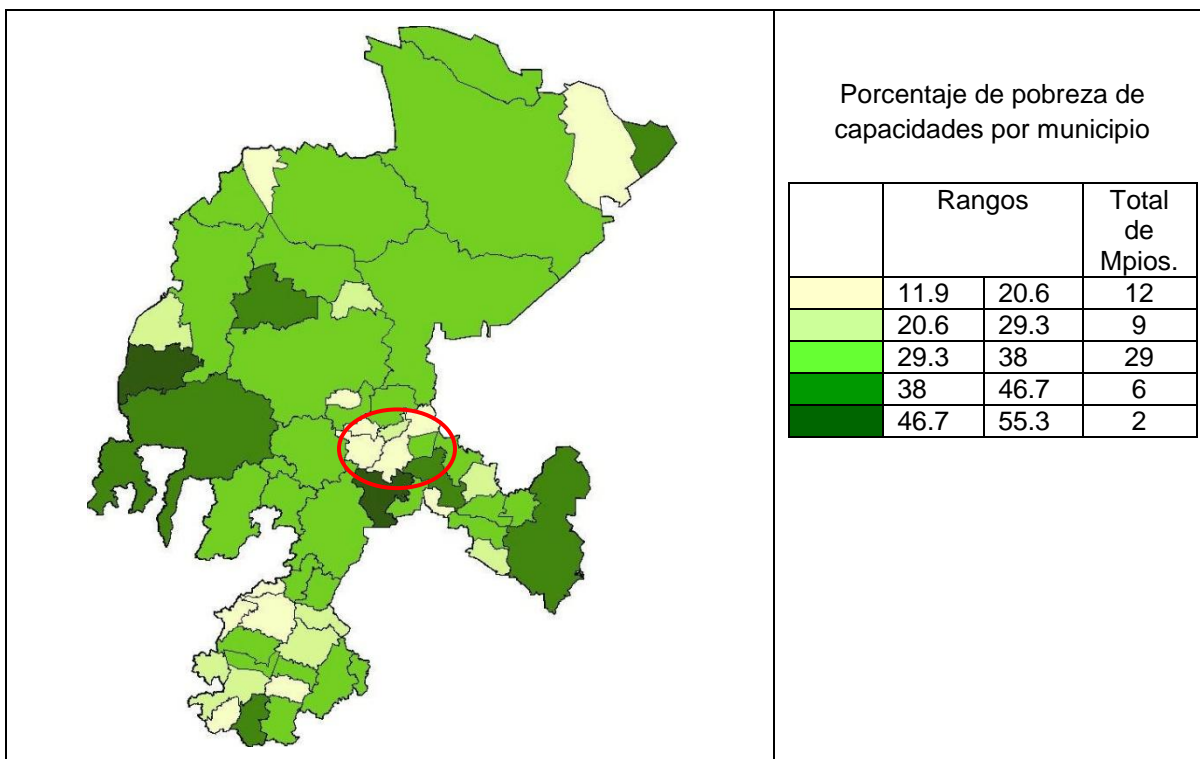 Porcentaje de pobreza de
capacidades por municipio
Rangos Total
de
Mpios.
11.9 20.6 12
20.6 29.3 9
29.3 38 29
38 46.7 6
46.7 55.3 2